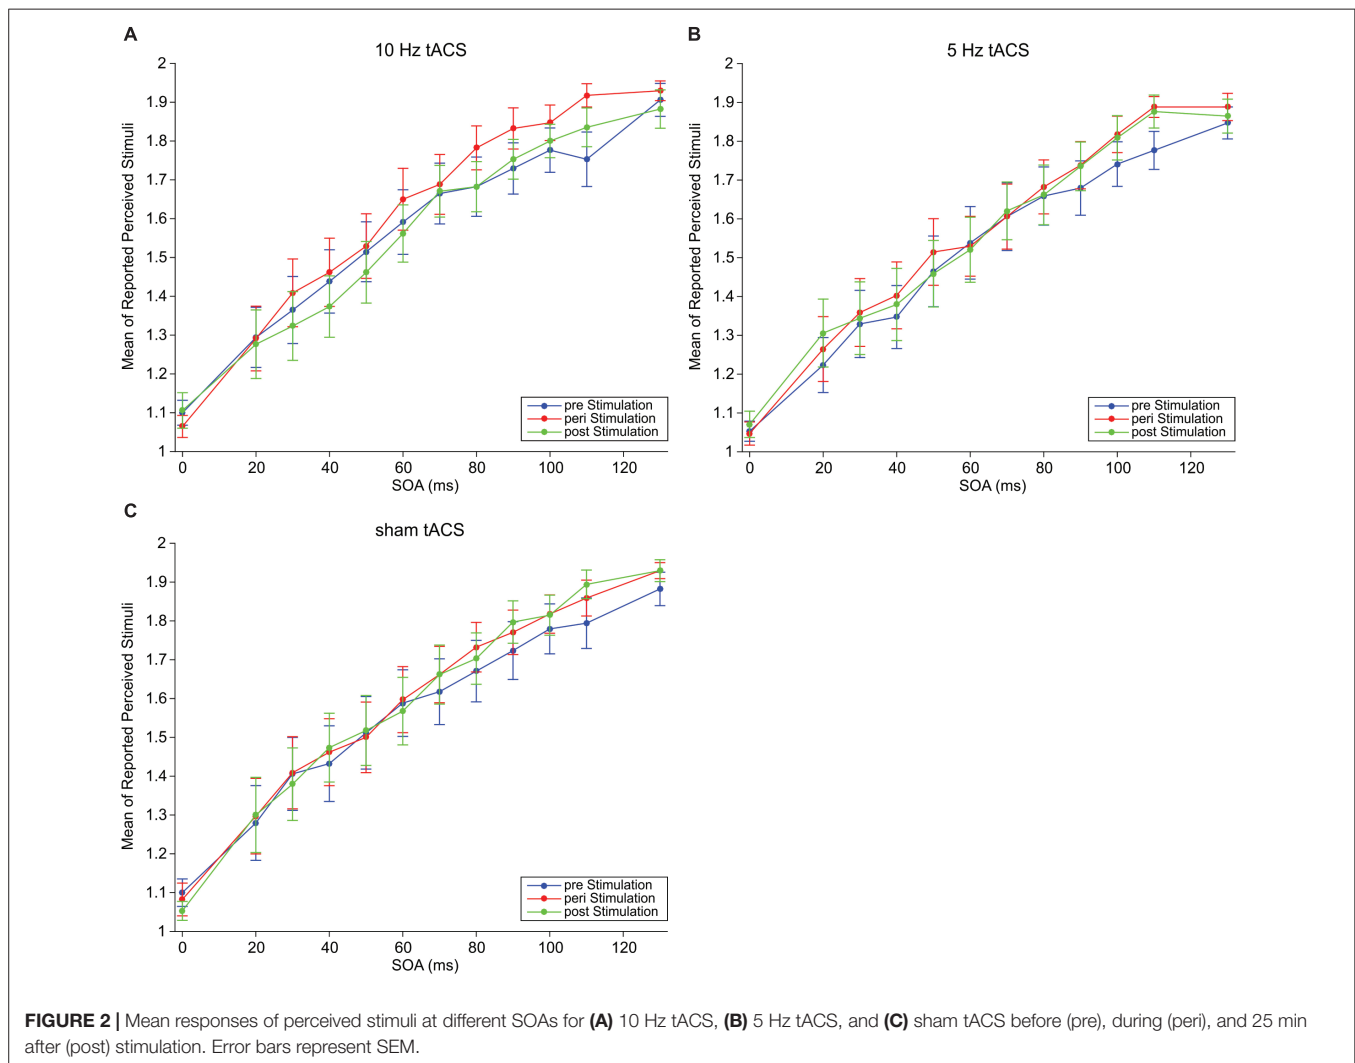 A
10 Hz tACS
Mean of Reported Perceived Stimuli
2
1.9
1.8
1.7
1.6
1.5
1.4
1.3
1.2
1.1
1
0 20 40 60 80 100 120
SOA (ms)
pre Stimulation
peri Stimulation
post Stimulation
B
5 Hz tACS
Mean of Reported Perceived Stimuli
2
1.9
1.8
1.7
1.6
1.5
1.4
1.3
1.2
1.1
1
0 20 40 60 80 100 120
SOA (ms)
pre Stimulation
peri Stimulation
post Stimulation
C
sham tACS
Mean of Reported Perceived Stimuli
2
1.9
1.8
1.7
1.6
1.5
1.4
1.3
1.2
1.1
1
0 20 40 60 80 100 120
SOA (ms)
pre Stimulation
peri Stimulation
post Stimulation
FIGURE 2 | Mean responses of perceived stimuli at different SOAs for (A) 10 Hz tACS, (B) 5 Hz tACS, and (C) sham tACS before (pre), during (peri), and 25 min
after (post) stimulation. Error bars represent SEM.